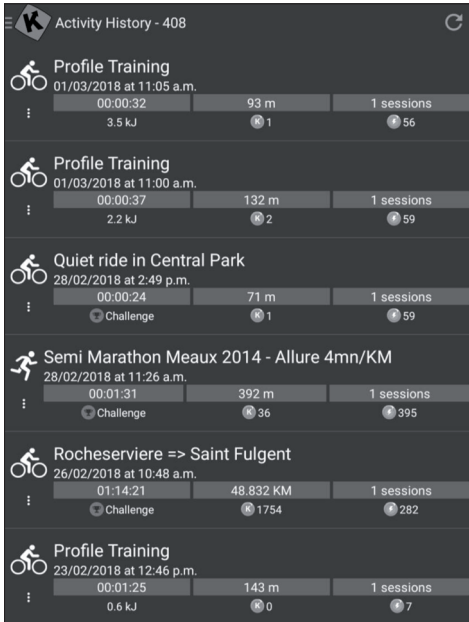 K Activity History - 408
Profile Training
01/03/2018 at 11:05 a.m.
00:00:32 93 m 1 sessions
3.5 kJ K 1 56
Profile Training
01/03/2018 at 11:00 a.m.
00:00:37 132 m 1 sessions
2.2 kJ K 2 59
Quiet ride in Central Park
28/02/2018 at 2:49 p.m.
00:00:24 71 m 1 sessions
Challenge K 1 59
Semi Marathon Meaux 2014 - Allure 4mn/KM
28/02/2018 at 11:26 a.m.
00:01:31 392 m 1 sessions
Challenge K 36 395
Rocheserviere => Saint Fulgent
26/02/2018 at 10:48 a.m.
01:14:21 48.832 KM 1 sessions
Challenge K 1754 282
Profile Training
23/02/2018 at 12:46 p.m.
00:01:25 143 m 1 sessions
0.6 kJ K 0 7